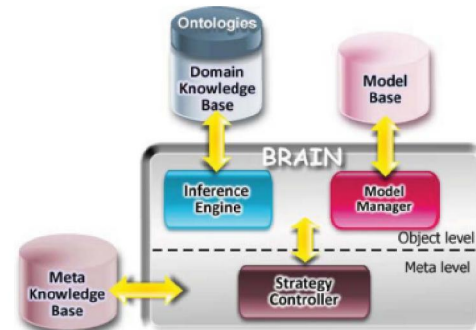 Ontologies
Domain
Knowledge
Base
Model
Base
BRAIN
Inference
Engine
Model
Manager
Object level
Meta level
Meta
Knowledge
Base
Strategy
Controller